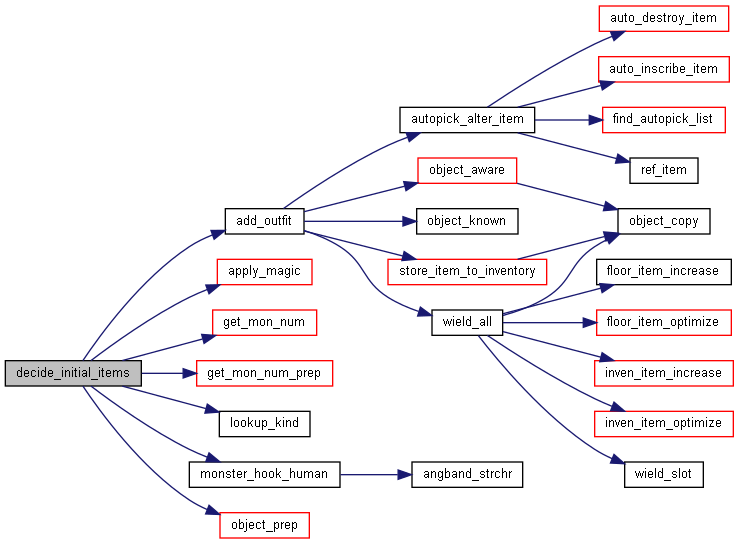 auto_destroy_item
auto_inscribe_item
autopick_alter_item
find_autopick_list
object_aware
ref_item
add_outfit
object_known
object_copy
apply_magic
store_item_to_inventory
floor_item_increase
get_mon_num
wield_all
floor_item_optimize
decide_initial_items
get_mon_num_prep
inven_item_increase
lookup_kind
inven_item_optimize
monster_hook_human
angband_strchr
wield_slot
object_prep